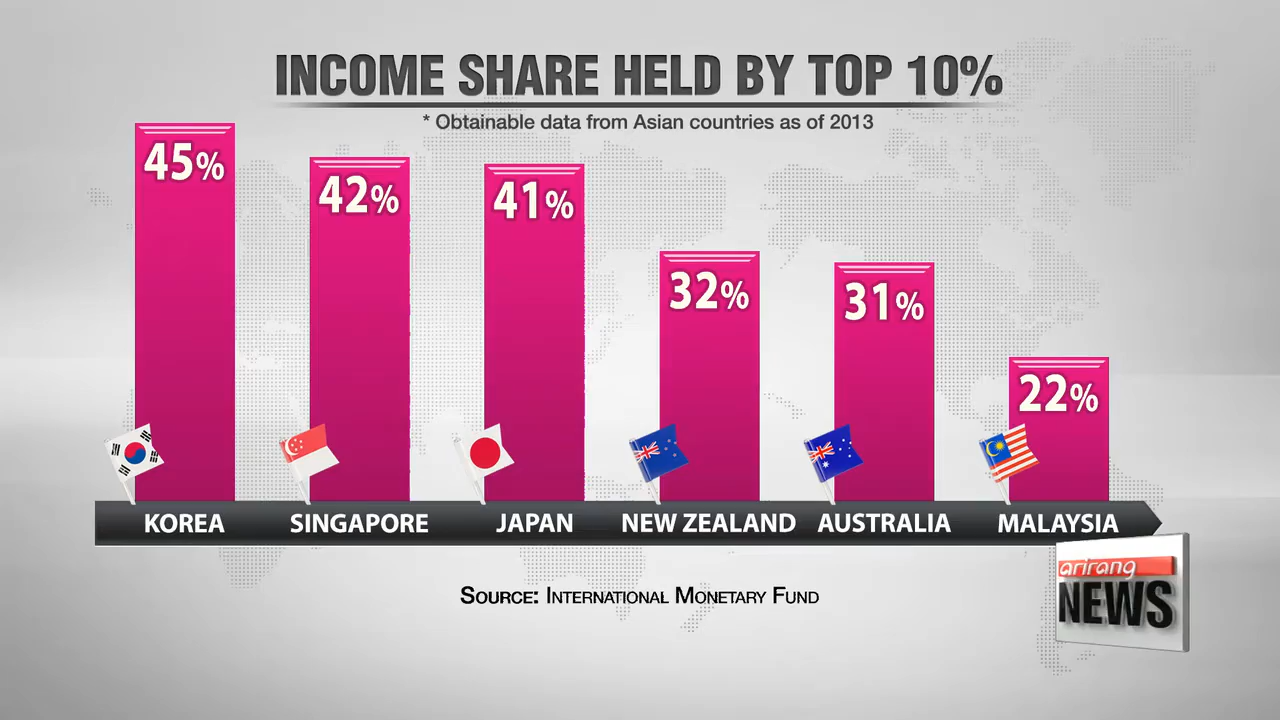 INCOME SHARE HELD BY TOP 10%
* Obtainable data from Asian countries as of 2013
45%
42%
41%
32%
31%
22%
KOREA
SINGAPORE
JAPAN
NEW ZEALAND
AUSTRALIA
MALAYSIA
arirang
NEWS
SOURCE: INTERNATIONAL MONETARY FUND